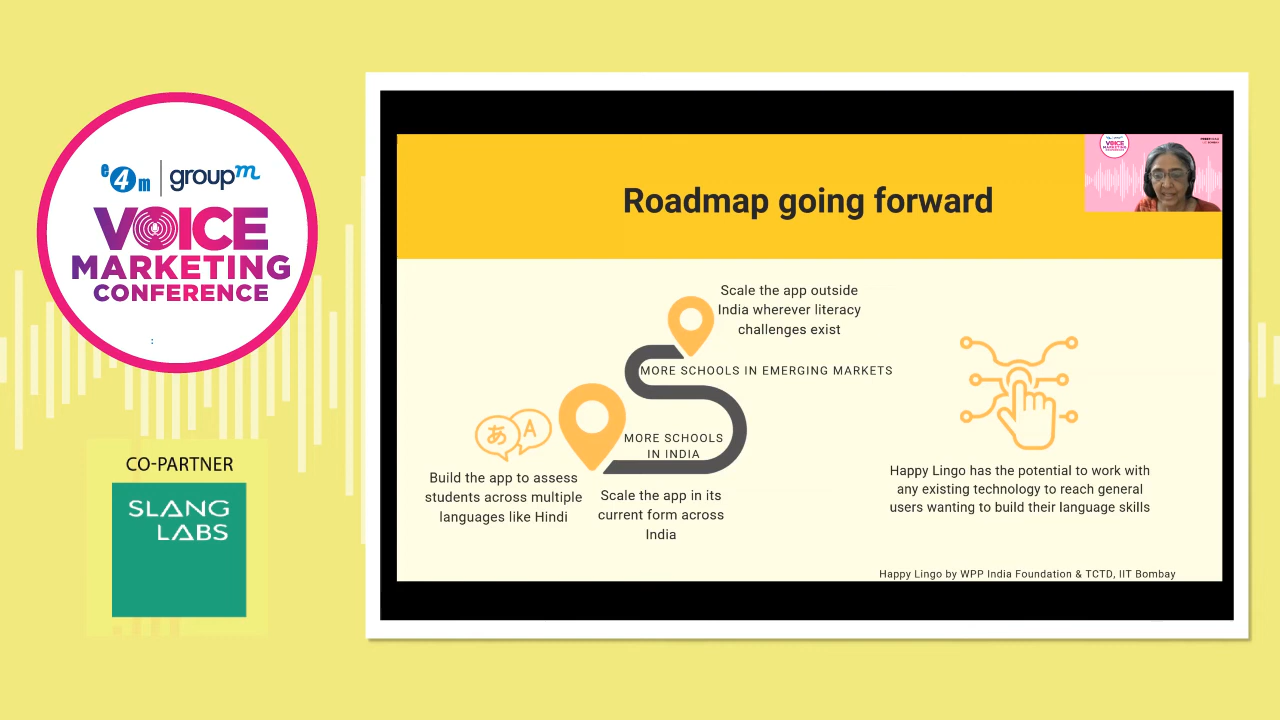 e4m groupm
VOICE
MARKETING
CONFERENCE
CO-PARTNER
SLANG
LABS
Roadmap going forward
VOICE
MARKETING
Scale the app outside
India wherever literacy
challenges exist
MORE SCHOOLS IN EMERGING MARKETS
あ A
MORE SCHOOLS
IN INDIA
Build the app to assess
students across multiple
languages like Hindi
Scale the app in its
current form across
India
Happy Lingo has the potential to work with
any existing technology to reach general
users wanting to build their language skills
Happy Lingo by WPP India Foundation & TCTD, IIT Bombay